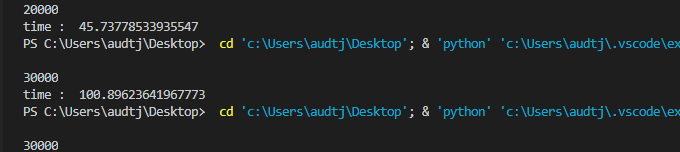 20000
time :  45.73778533935547
PS C:\Users\audtj\Desktop>  cd 'c:\Users\audtj\Desktop'; & 'python' 'c:\Users\audtj\.vscode\ex
30000
time :  100.89623641967773
PS C:\Users\audtj\Desktop>  cd 'c:\Users\audtj\Desktop'; & 'python' 'c:\Users\audtj\.vscode\ex
30000